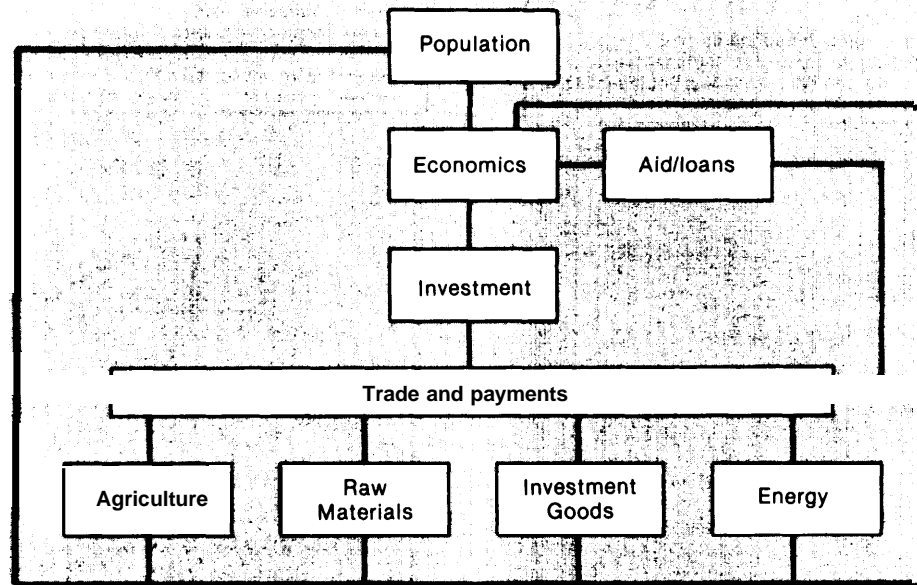 Population
Economics
Aid/loans
Investment
Trade and payments
Agriculture
Raw
Materials
Investment
Goods
Energy